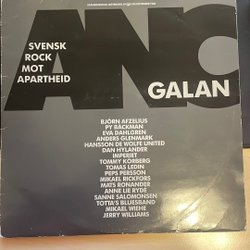 SVENSK
ROCK
MOT
APARTHEID
ANC
GALAN
BJÖRN AFZELIUS
PY BÄCKMAN
EVA DAHLGREN
ANDERS GLENMARK
HANSSON DE WOLFE UNITED
DAN HYLANDER
IMPERIET
TOMMY KÖRBERG
TOMAS LEDIN
PEPS PERSSON
MIKAEL RICKFORS
MATS RONANDER
ANNE LIE RYDE
SANNE SALOMONSEN
TOTTA'S BLUESBAND
MIKAEL WIEHE
JERRY WILLIAMS